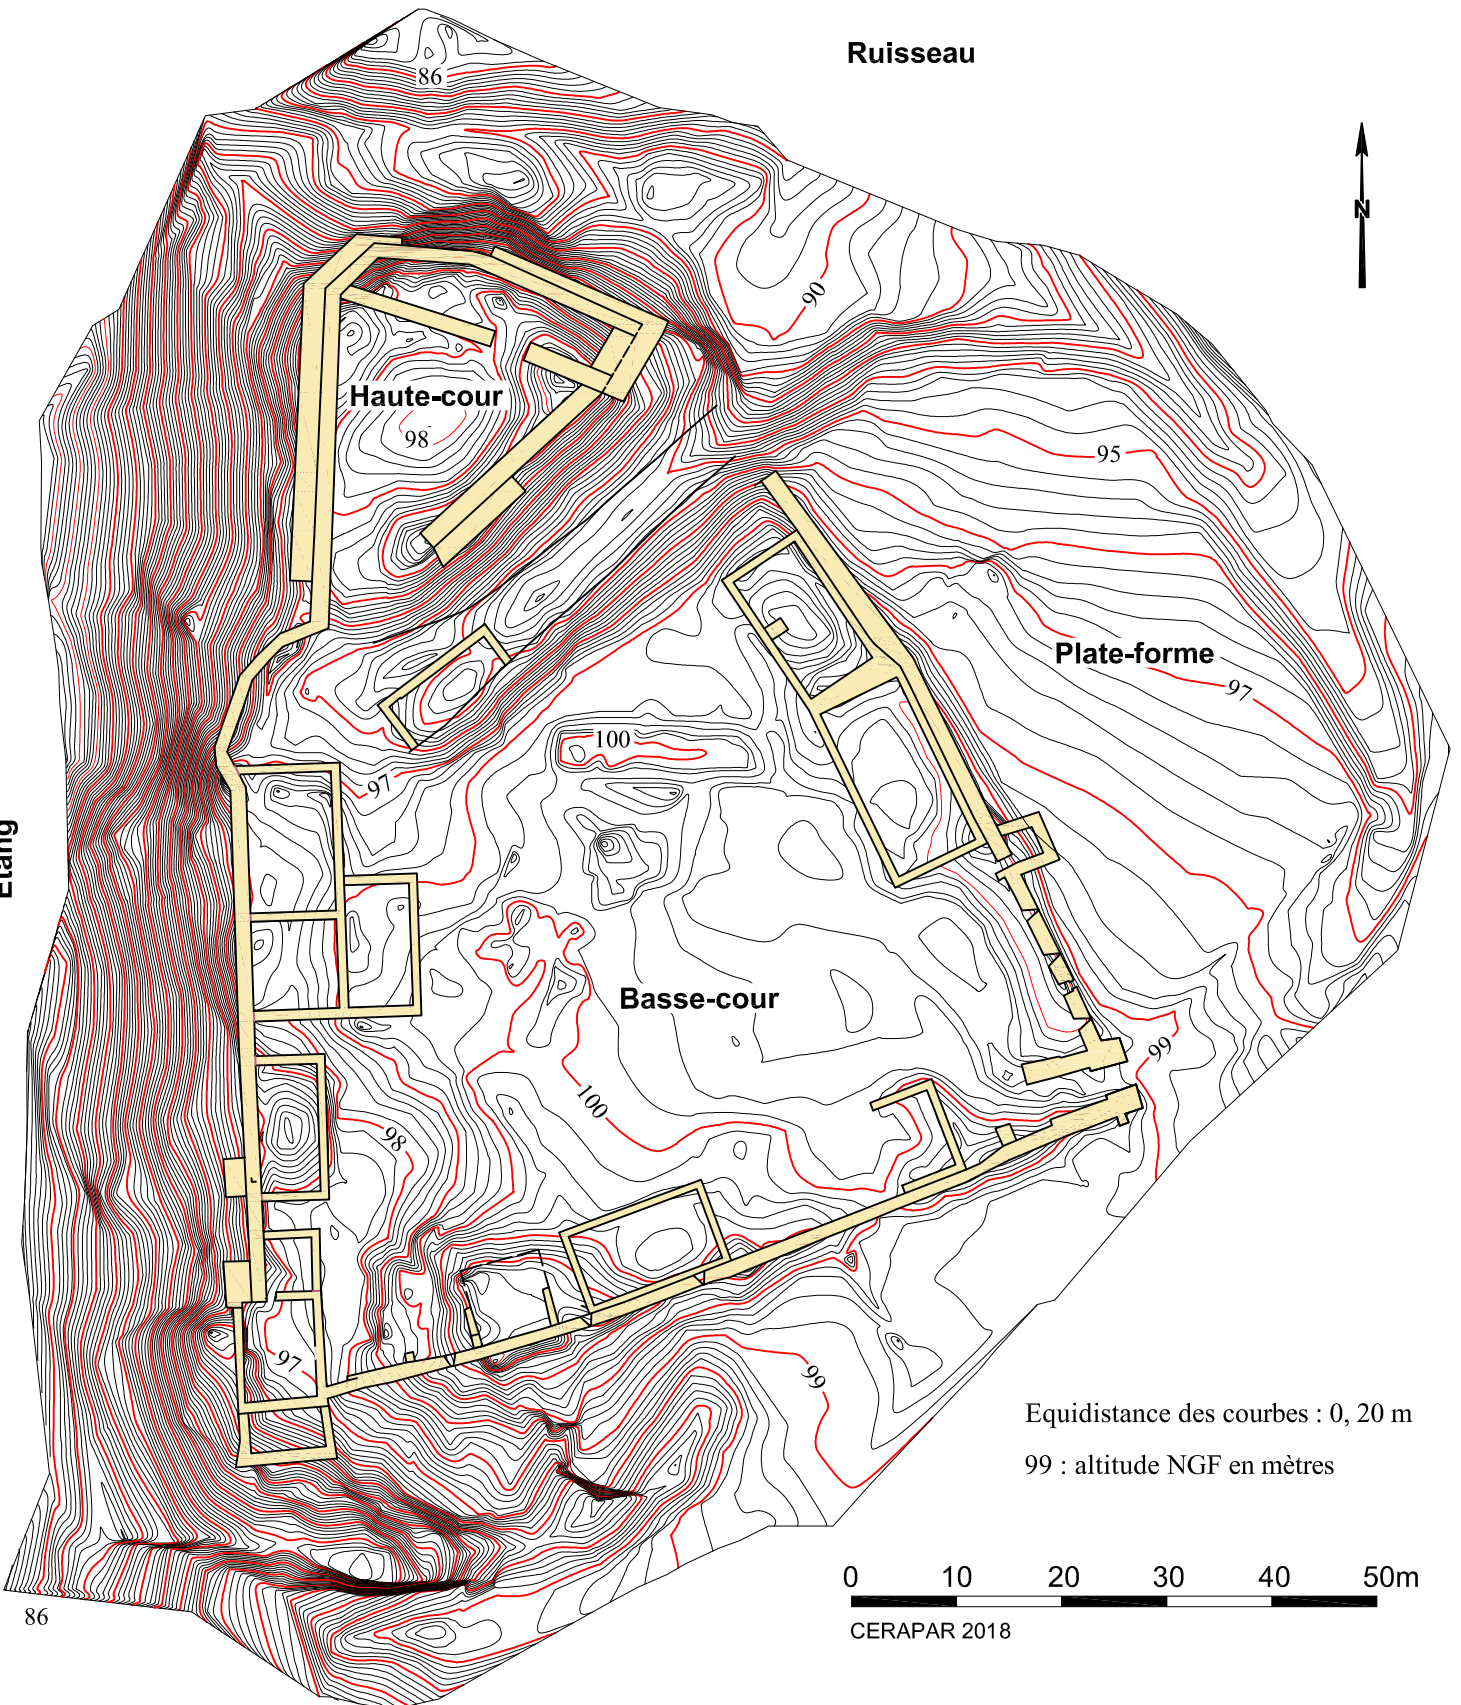 Ruisseau
86
N
90
Haute-cour
98
95
Plate-forme
97
100
97
Etang
Basse-cour
99
100
98
97
99
Equidistance des courbes : 0, 20 m
99 : altitude NGF en mètres
0 10 20 30 40 50m
86
CERAPAR 2018